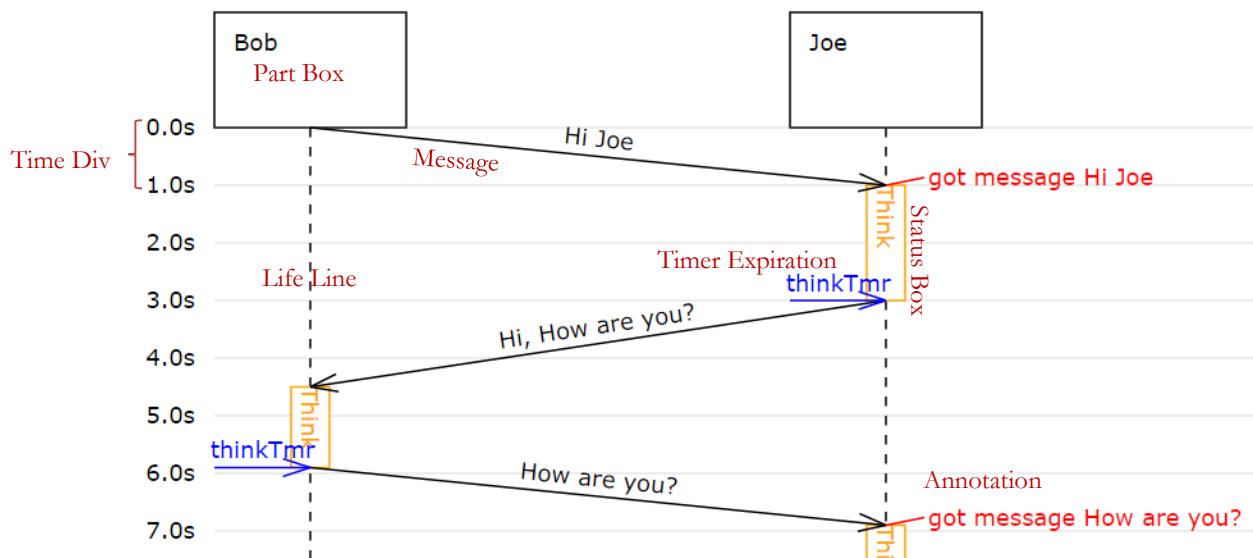 Bob
Joe
Part Box
0.0s
Hi Joe
Time Div
Message
1.0s
got message Hi Joe
Think
Status Box
2.0s
Timer Expiration
Life Line
thinkTmr
3.0s
Hi, How are you?
4.0s
Think
5.0s
thinkTmr
6.0s
How are you?
Annotation
got message How are you?
7.0s
Thi